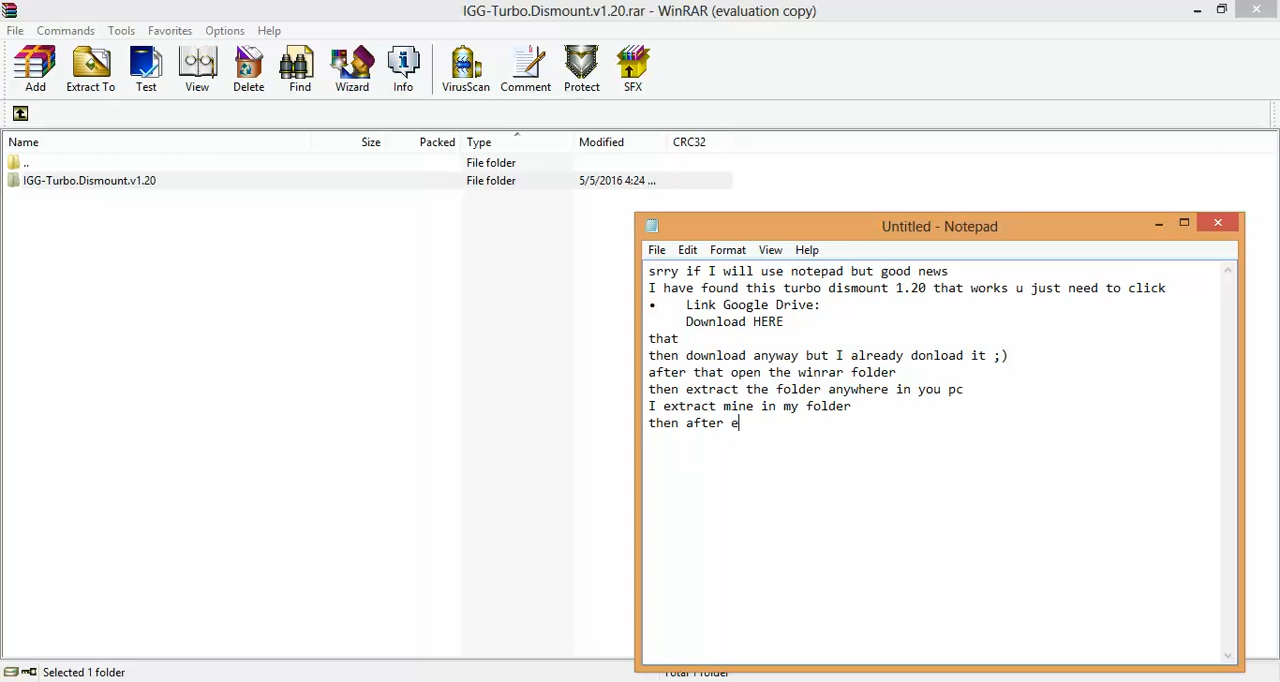 IGG-Turbo.Dismount.v1.20.rar - WinRAR (evaluation copy)
File Commands Tools Favorites Options Help
Add Extract To Test View Delete Find Wizard Info VirusScan Comment Protect SFX
Name Size Packed Type Modified CRC32
.. File folder
IGG-Turbo.Dismount.v1.20 File folder 5/5/2016 4:24 ...
Untitled - Notepad
File Edit Format View Help
srry if I will use notepad but good news
I have found this turbo dismount 1.20 that works u just need to click
• Link Google Drive:
Download HERE
that
then download anyway but I already donload it ;)
after that open the winrar folder
then extract the folder anywhere in you pc
I extract mine in my folder
then after e
Selected 1 folder
Total 1 folder